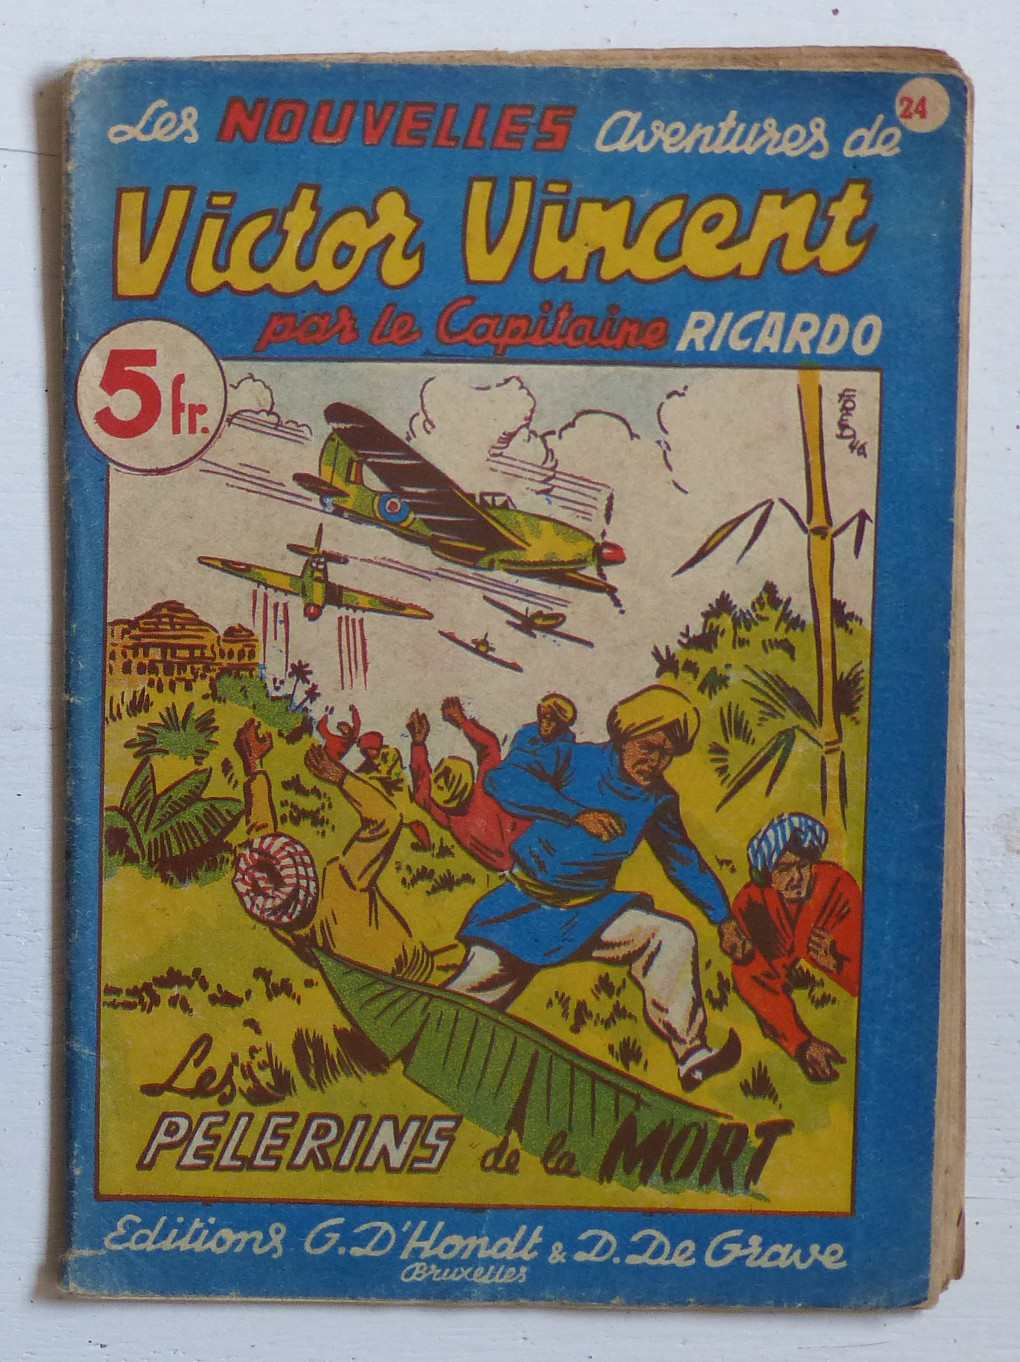 24
Les NOUVELLES Aventures de
Victor Vincent
par le Capitaine RICARDO
5 fr.
46
Les
PELERINS de la MORT
Editions G. D'Hondt & D. De Grave
Bruxelles